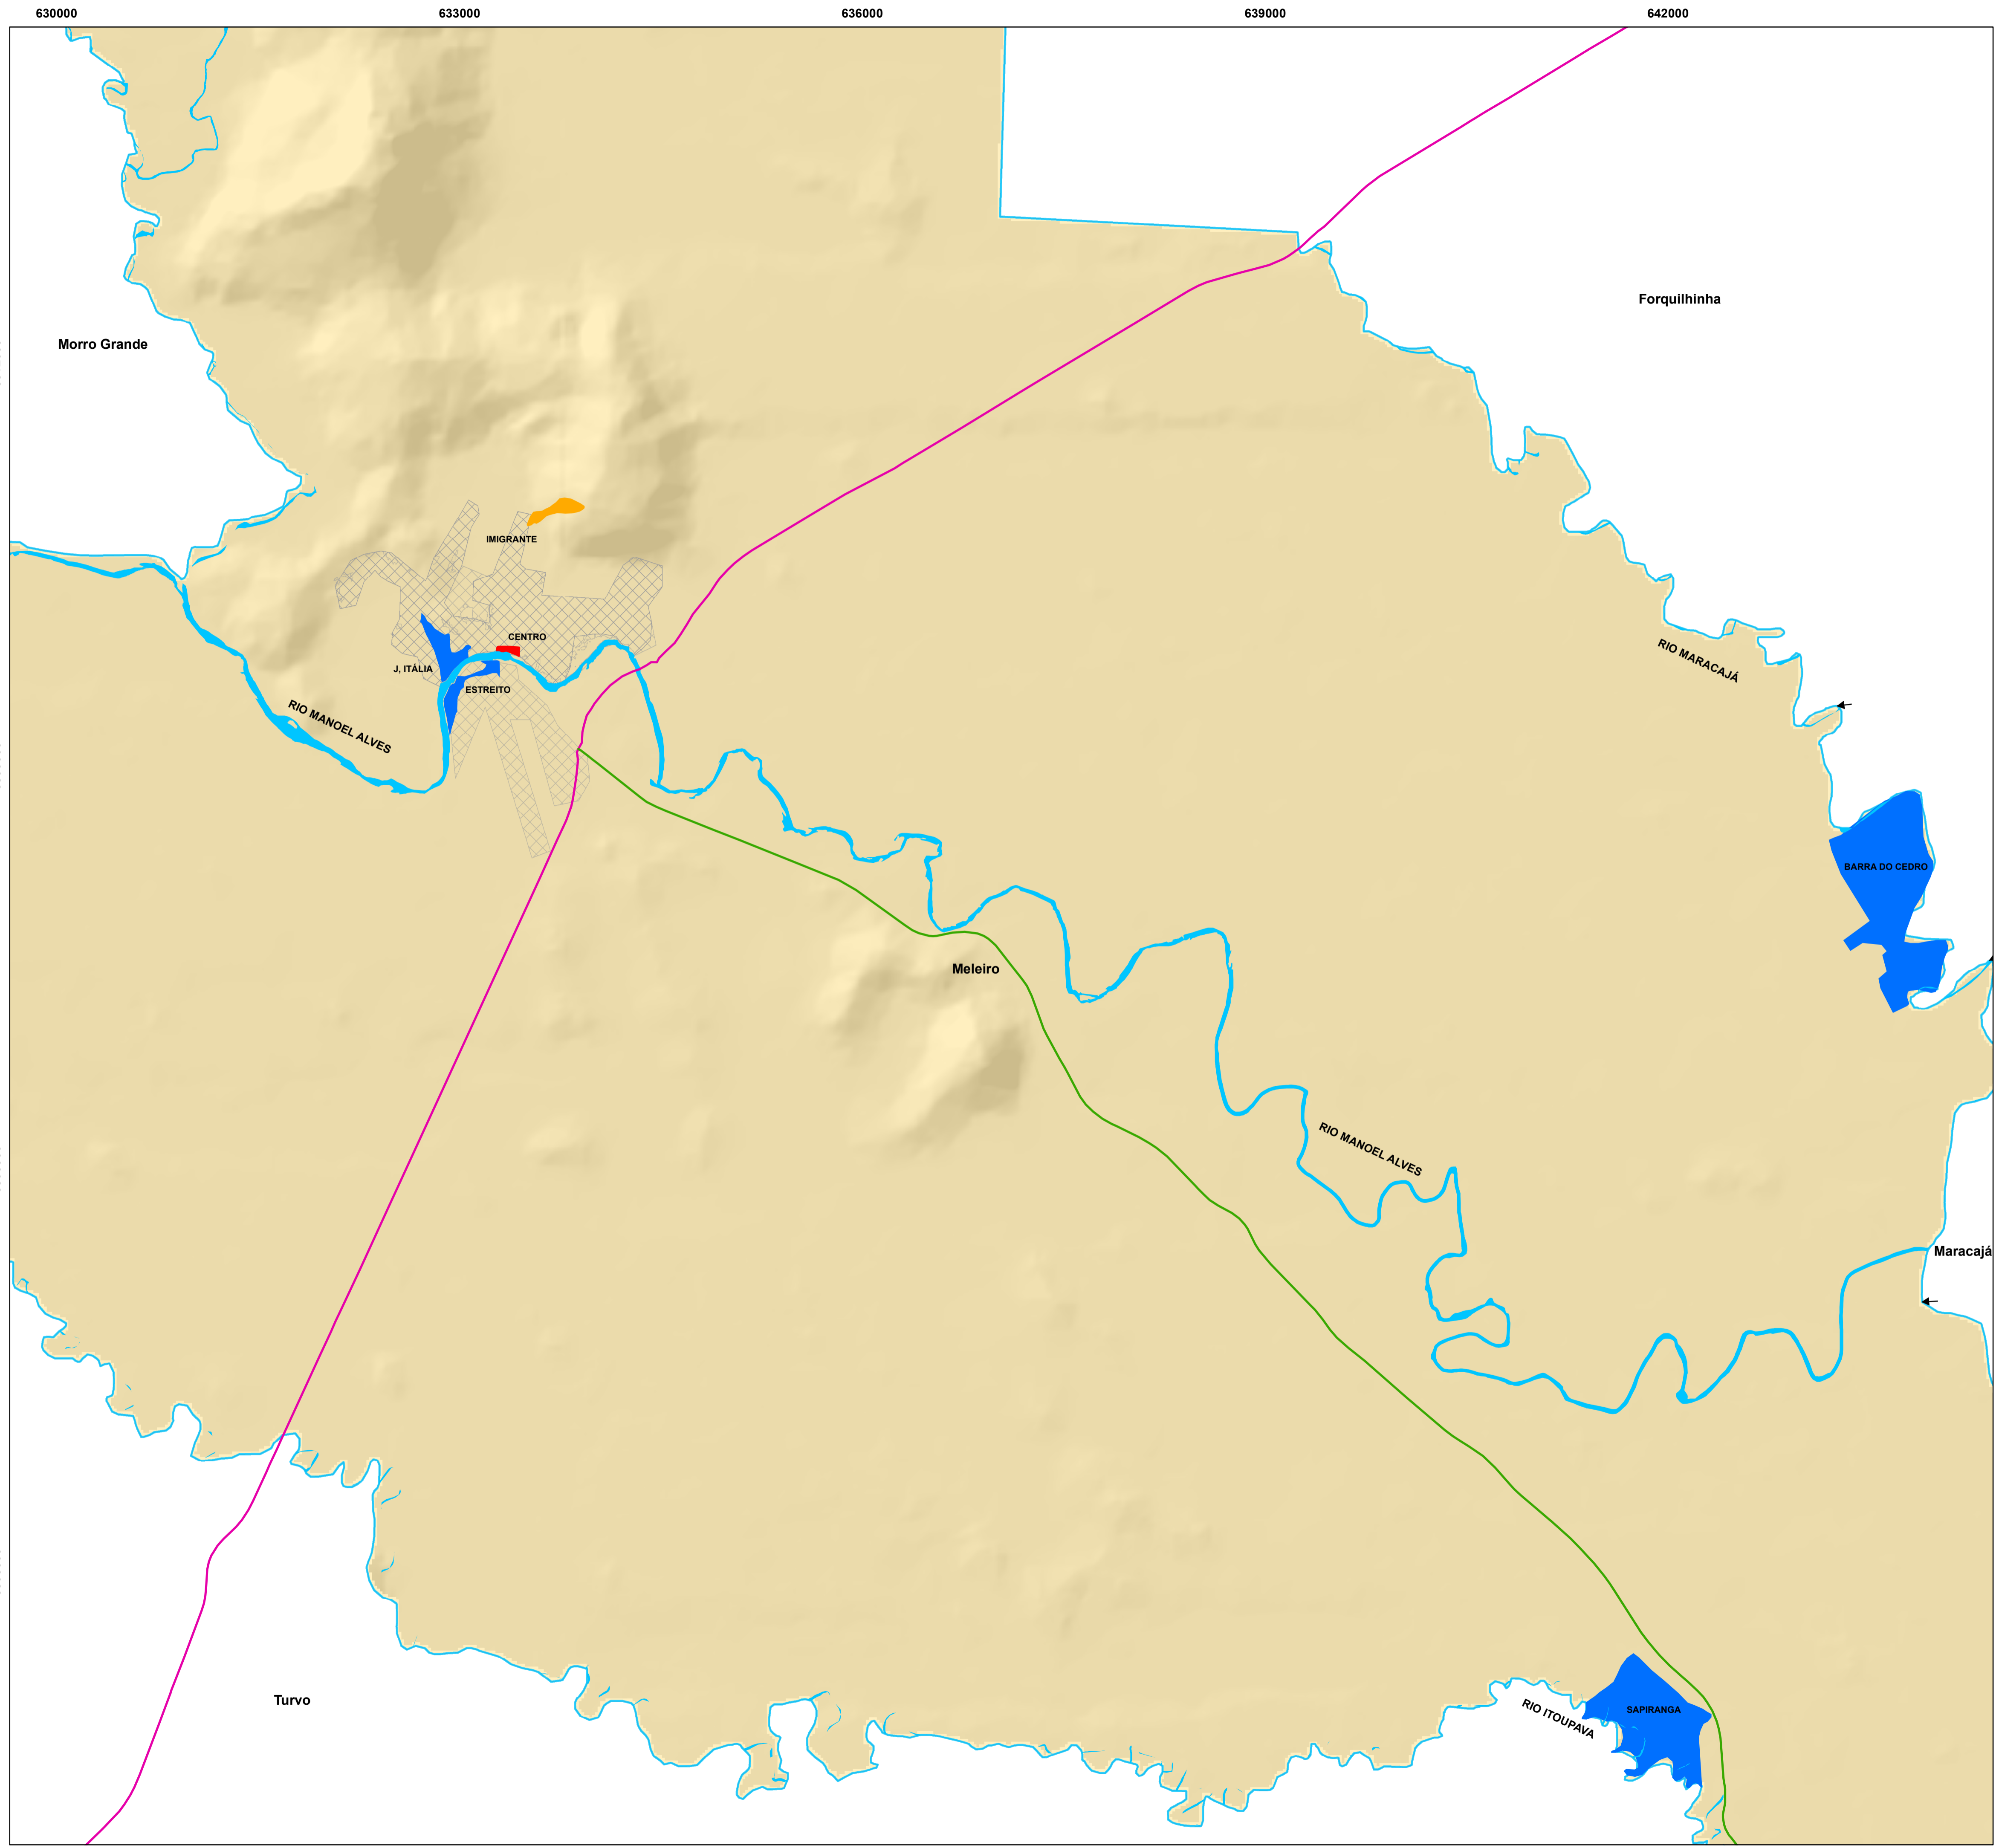 630000 633000 636000 639000 642000
Forquilhinha
Morro Grande
IMIGRANTE
CENTRO
J, ITÁLIA
ESTREITO
RIO MARACAJÁ
RIO MANOEL ALVES
BARRA DO CEDRO
Meleiro
RIO MANOEL ALVES
Maracajá
Turvo
SAPIRANGA
RIO ITOUPAVA